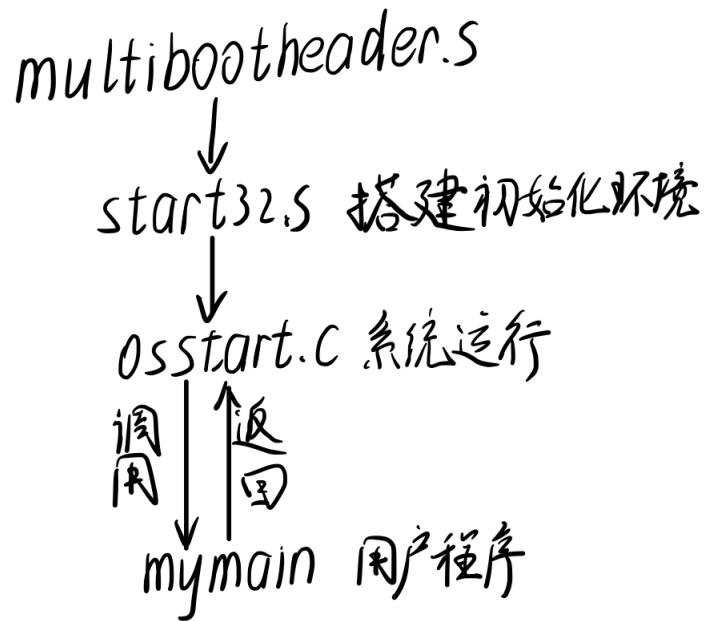 multibootheader.s
start32.s 搭建初始化环境
osstart.c 系统运行
调用
返回
mymain 用户程序